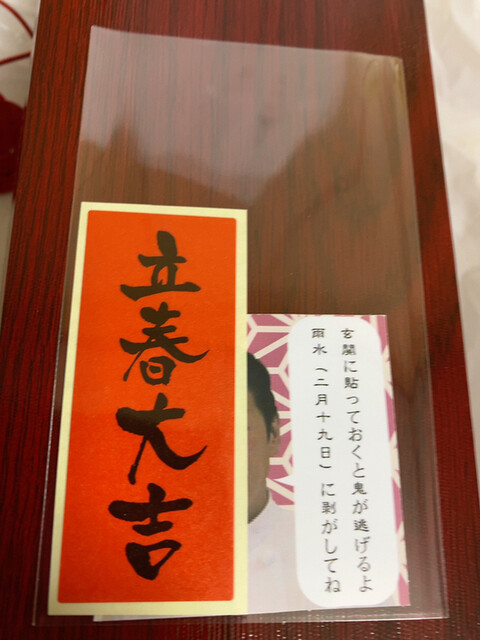 立春大吉
玄関に貼っておくと鬼が逃げるよ
雨水(二月十九日)に剥がしてね